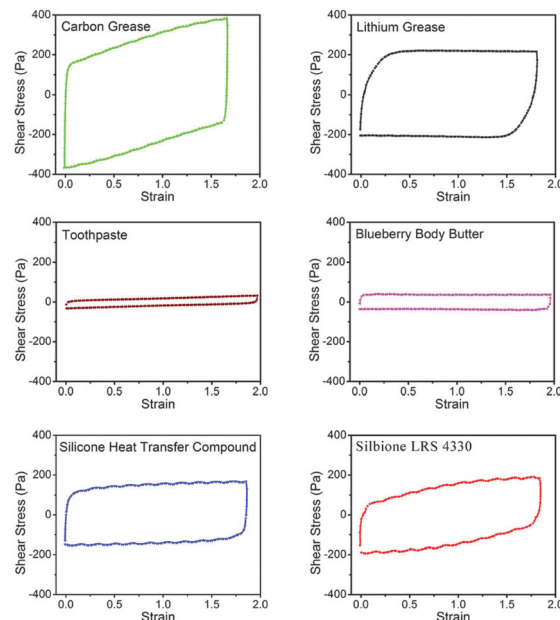 Carbon Grease
Shear Stress (Pa)
400
200
0
-200
-400
0.0 0.5 1.0 1.5 2.0
Strain
Lithium Grease
Shear Stress (Pa)
400
200
0
-200
-400
0.0 0.5 1.0 1.5 2.0
Strain
Toothpaste
Shear Stress (Pa)
400
200
0
-200
-400
0.0 0.5 1.0 1.5 2.0
Strain
Blueberry Body Butter
Shear Stress (Pa)
400
200
0
-200
-400
0.0 0.5 1.0 1.5 2.0
Strain
Silicone Heat Transfer Compound
Shear Stress (Pa)
400
200
0
-200
-400
0.0 0.5 1.0 1.5 2.0
Strain
Silbione LRS 4330
Shear Stress (Pa)
400
200
0
-200
-400
0.0 0.5 1.0 1.5 2.0
Strain